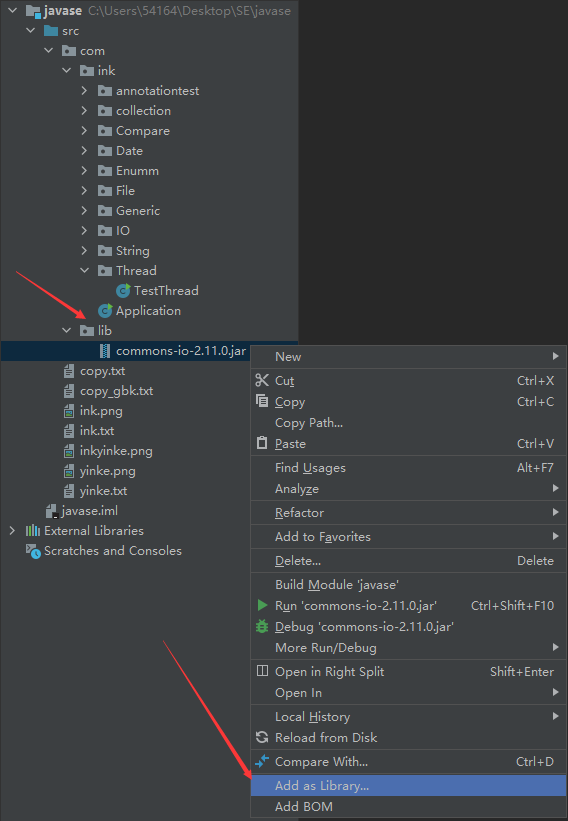 javase C:\Users\54164\Desktop\SE\javase
src
com
ink
annotationtest
collection
Compare
Date
Enumm
File
Generic
IO
String
Thread
TestThread
Application
lib
commons-io-2.11.0.jar
copy.txt
copy_gbk.txt
ink.png
ink.txt
inkyinke.png
yinke.png
yinke.txt
javase.iml
External Libraries
Scratches and Consoles
New
Cut Ctrl+X
Copy Ctrl+C
Copy Path...
Paste Ctrl+V
Find Usages Alt+F7
Analyze
Refactor
Add to Favorites
Delete... Delete
Build Module 'javase'
Run 'commons-io-2.11.0.jar' Ctrl+Shift+F10
Debug 'commons-io-2.11.0.jar'
More Run/Debug
Open in Right Split Shift+Enter
Open In
Local History
Reload from Disk
Compare With... Ctrl+D
Add as Library...
Add BOM